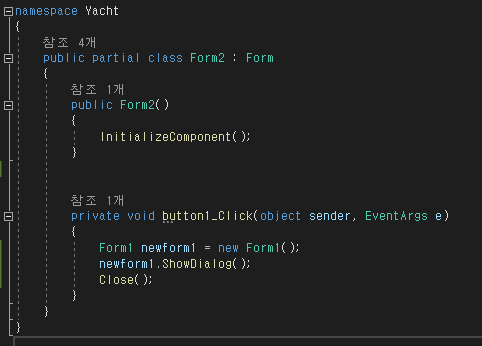 namespace Yacht
{
참조 4개
public partial class Form2 : Form
{
참조 1개
public Form2()
{
InitializeComponent();
}
참조 1개
private void button1_Click(object sender, EventArgs e)
{
Form1 newform1 = new Form1();
newform1.ShowDialog();
Close();
}
}
}